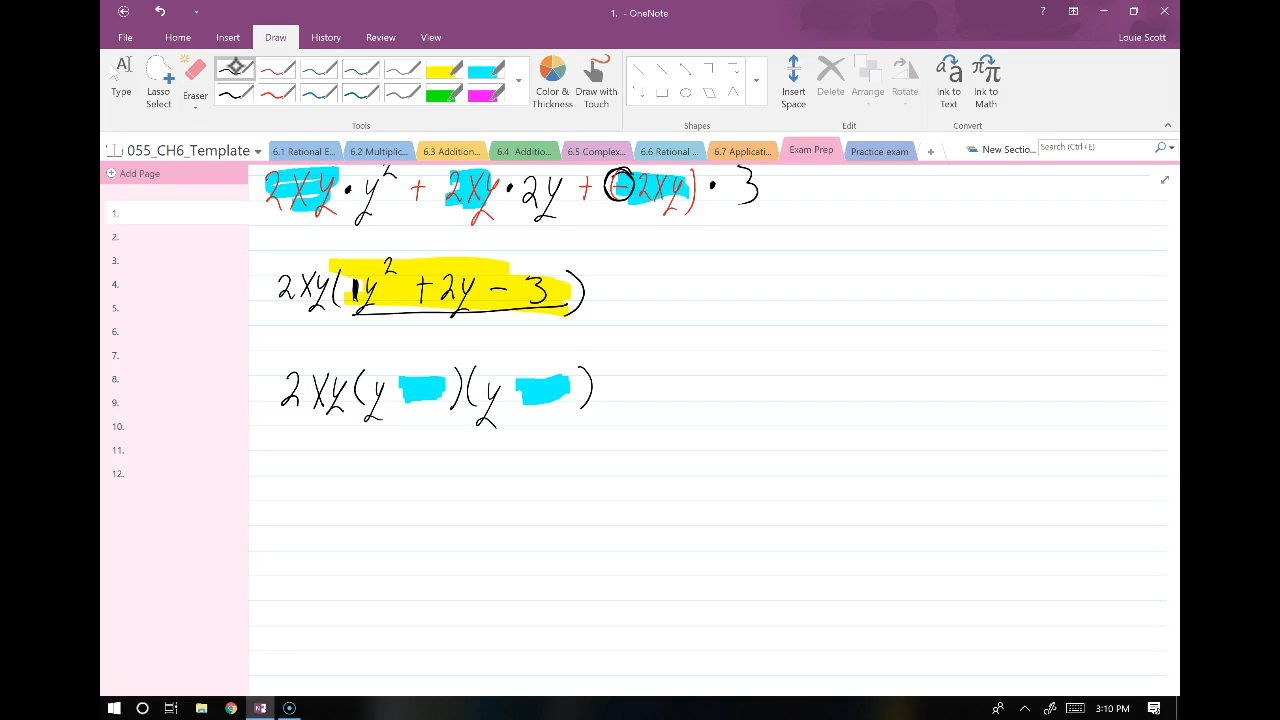 1. - OneNote
?
File Home Insert Draw History Review View
Louie Scott
Type Lasso Select Eraser Color & Thickness Draw with Touch Insert Space Delete Arrange Rotate Ink to Text Ink to Math
Tools Shapes Edit Convert
055_CH6_Template 6.1 Rational E... 6.2 Multiplic... 6.3 Addition... 6.4 Additio... 6.5 Complex... 6.6 Rational ... 6.7 Applicati... Exam Prep Practice exam + New Sectio... Search (Ctrl+E)
Add Page
1.
2.
3.
4.
5.
6.
7.
8.
9.
10.
11.
12.
2xy • y² + 2xy • 2y + (-2xy) • 3
2xy(1y² + 2y - 3)
2xy(y )(y )
3:10 PM